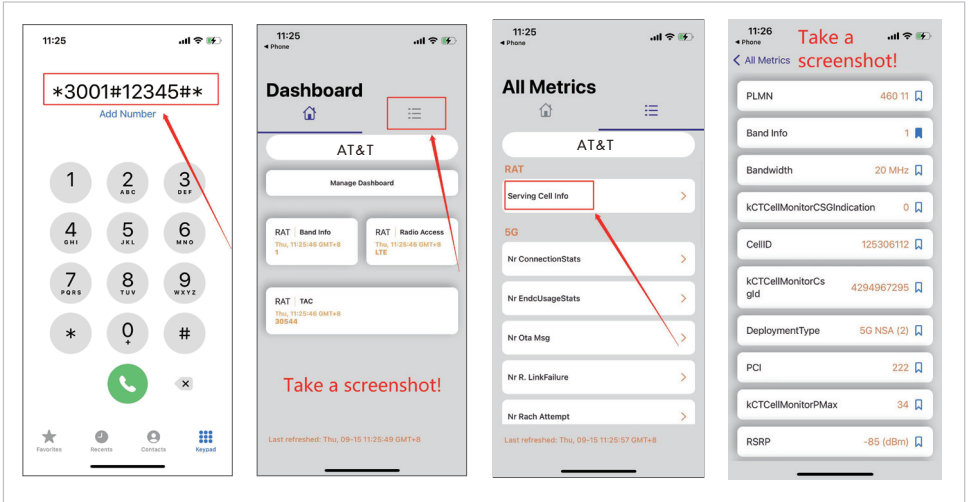 11:25
*3001#12345#*
Add Number
1
2
ABC
3
DEF
4
GHI
5
JKL
6
MNO
7
PQRS
8
TUV
9
WXYZ
*
0
+
#
Favorites
Recents
Contacts
Keypad
11:25
◄ Phone
Dashboard
AT&T
Manage Dashboard
RAT | Band Info
Thu, 11:25:46 GMT+8
1
RAT | Radio Access
Thu, 11:25:46 GMT+8
LTE
RAT | TAC
Thu, 11:25:46 GMT+8
30544
Take a screenshot!
Last refreshed: Thu, 09-15 11:25:49 GMT+8
11:25
◄ Phone
All Metrics
AT&T
RAT
Serving Cell Info
5G
Nr ConnectionStats
Nr EndcUsageStats
Nr Ota Msg
Nr R. LinkFailure
Nr Rach Attempt
Last refreshed: Thu, 09-15 11:25:57 GMT+8
11:26
◄ Phone
Take a
screenshot!
All Metrics
PLMN 460 11
Band Info 1
Bandwidth 20 MHz
kCTCellMonitorCSGIndication 0
CellID 125306112
kCTCellMonitorCs
gId 4294967295
DeploymentType 5G NSA (2)
PCI 222
kCTCellMonitorPMax 34
RSRP -85 (dBm)